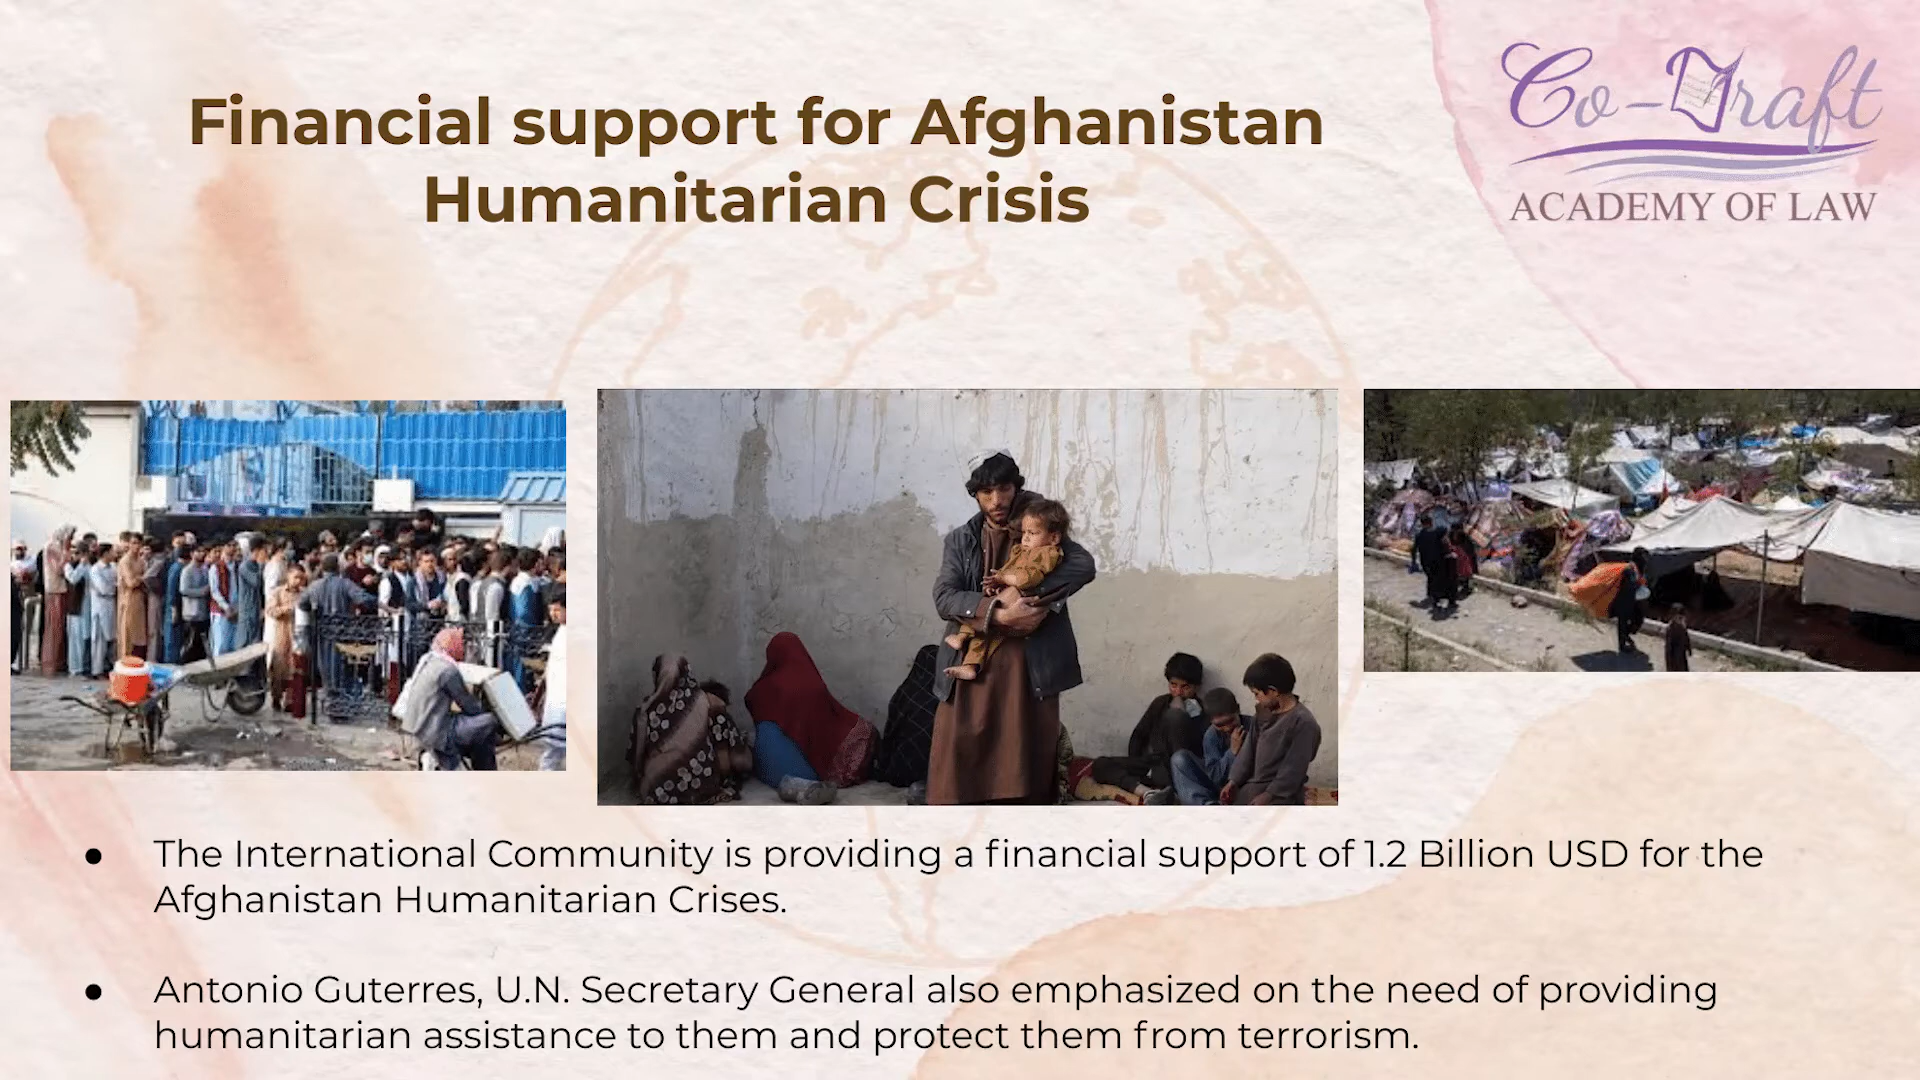 Financial support for Afghanistan
Humanitarian Crisis
Co-Draft
ACADEMY OF LAW
● The International Community is providing a financial support of 1.2 Billion USD for the
Afghanistan Humanitarian Crises.
● Antonio Guterres, U.N. Secretary General also emphasized on the need of providing
humanitarian assistance to them and protect them from terrorism.